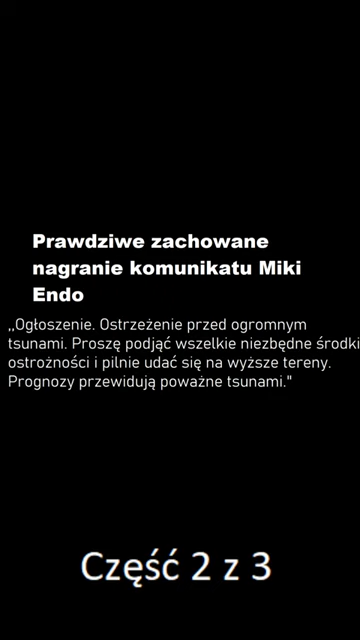 Prawdziwe zachowane
nagranie komunikatu Miki
Endo
,,Ogłoszenie. Ostrzeżenie przed ogromnym
tsunami. Proszę podjąć wszelkie niezbędne środki
ostrożności i pilnie udać się na wyższe tereny.
Prognozy przewidują poważne tsunami."
Część 2 z 3